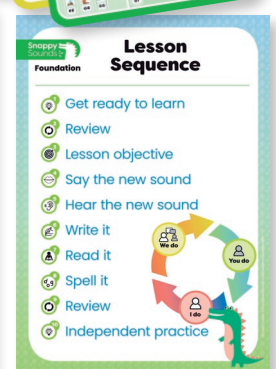 Snappy
Sounds
Foundation
Lesson
Sequence
Get ready to learn
Review
Lesson objective
Say the new sound
Hear the new sound
Write it
Read it
Spell it
Review
Independent practice
We do
You do
I do